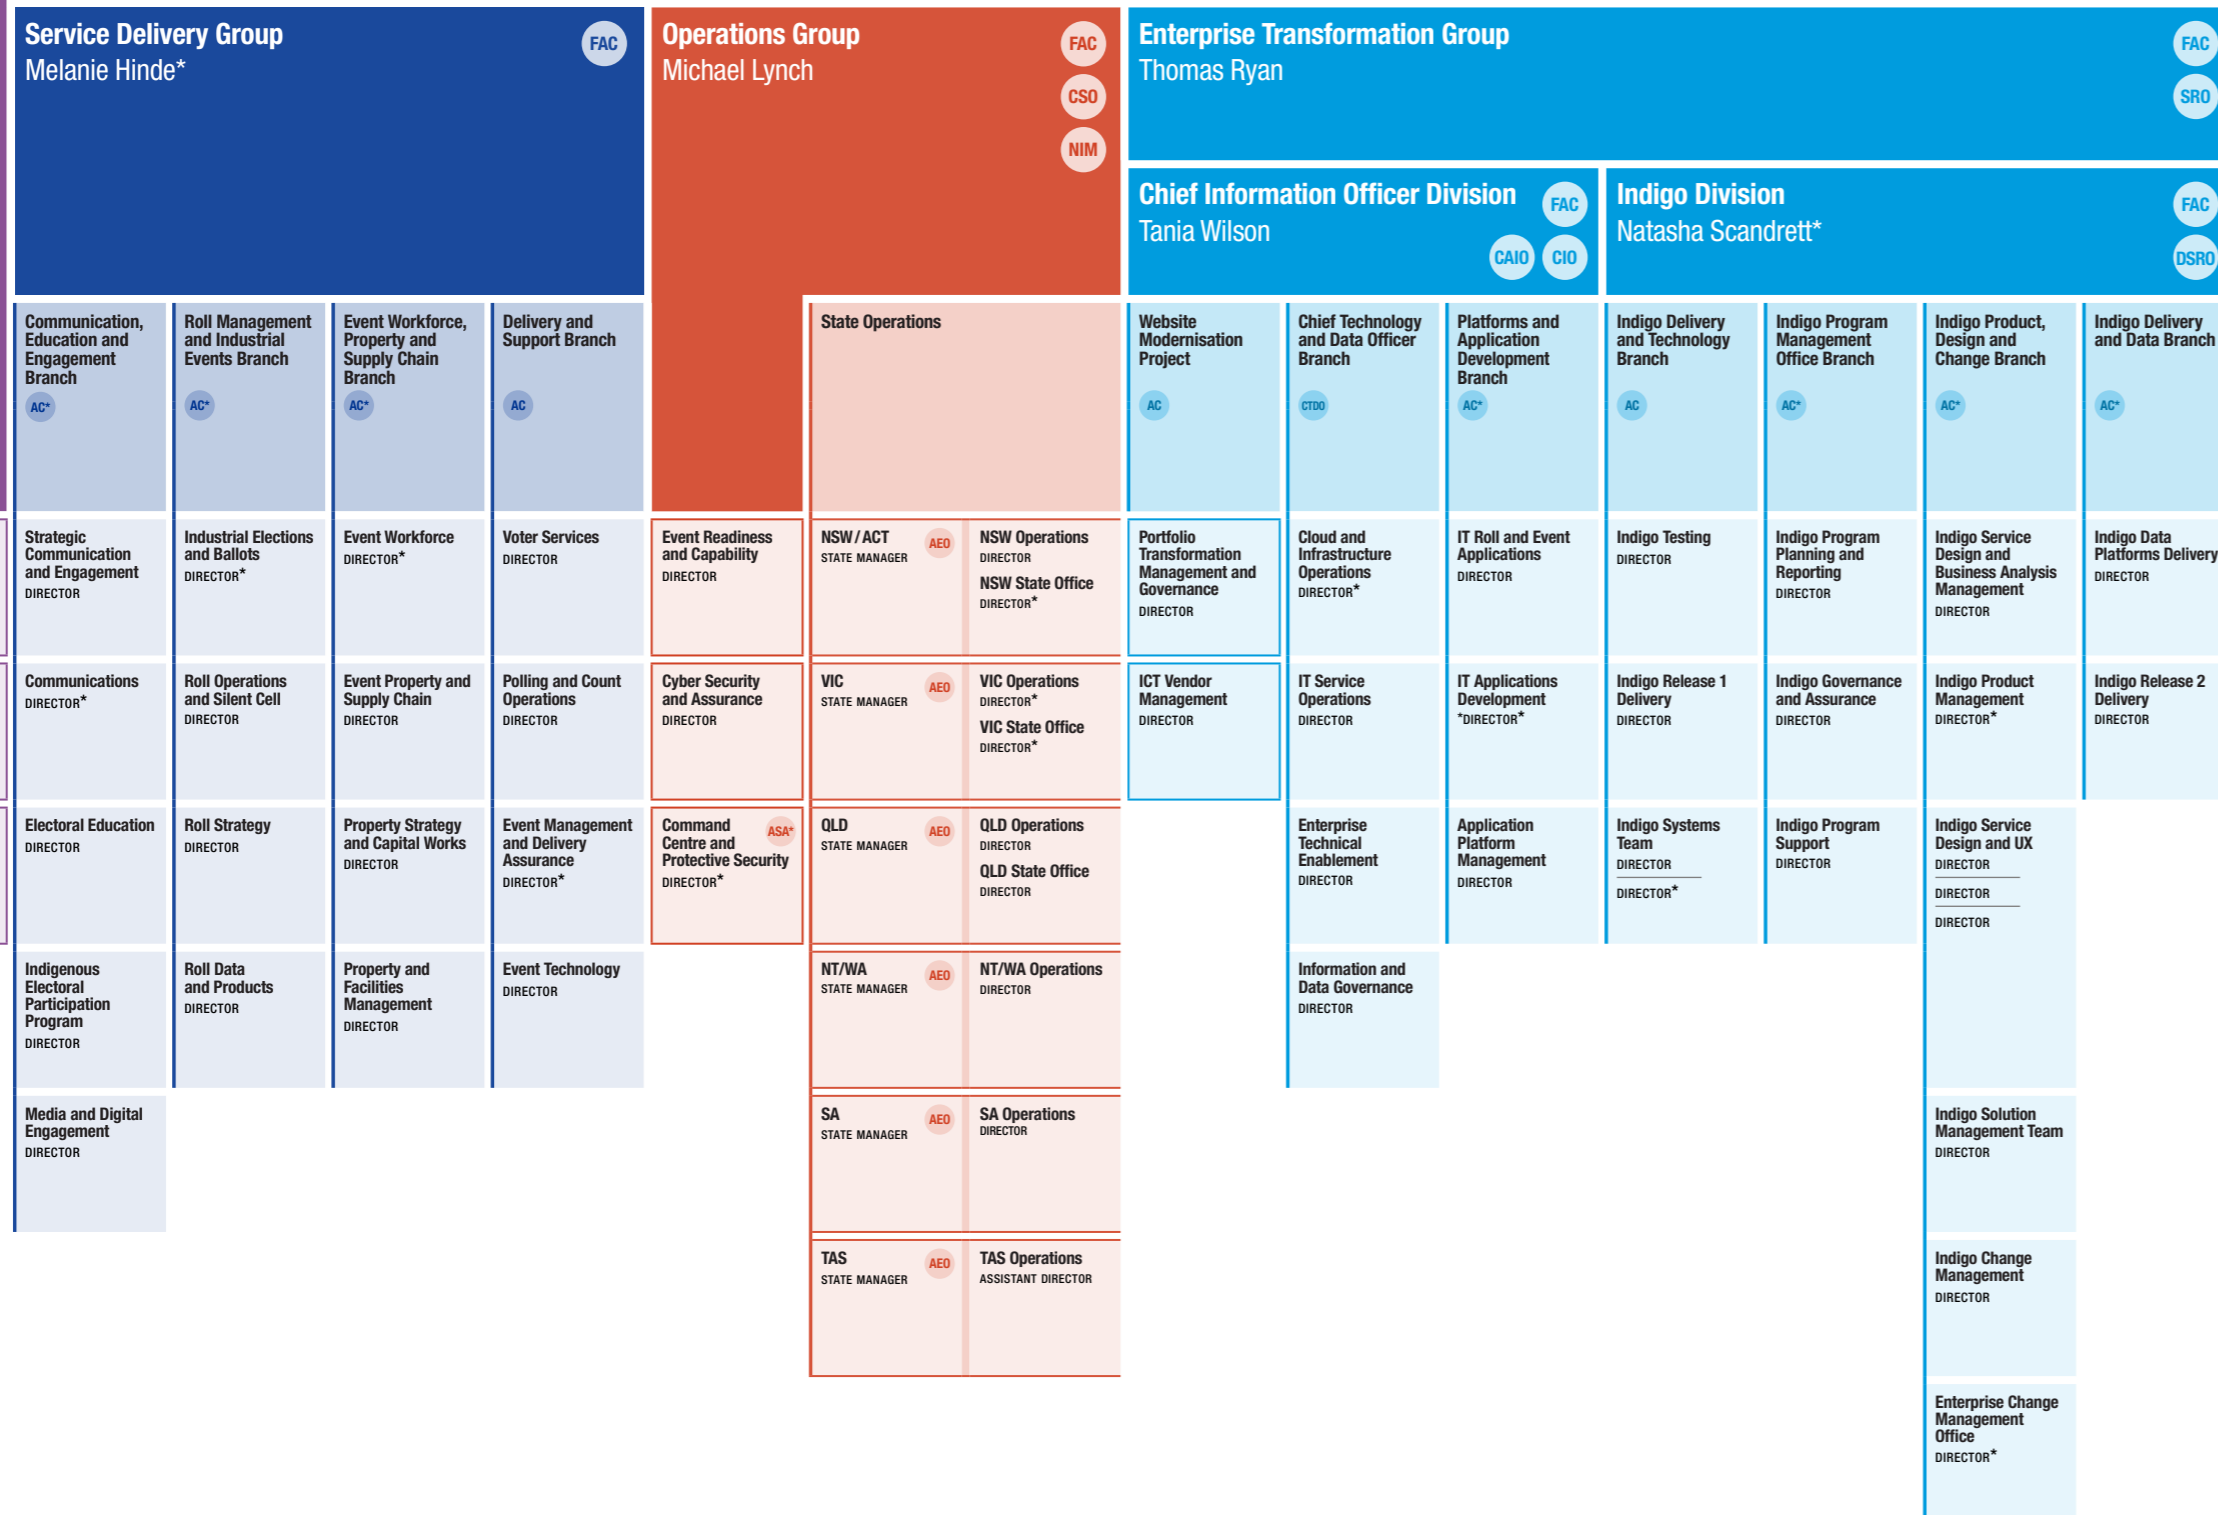 Service Delivery Group
Melanie Hinde*
FAC
Operations Group
Michael Lynch
FAC
CSO
NIM
Enterprise Transformation Group
Thomas Ryan
FAC
SRO
Chief Information Officer Division
Tania Wilson
FAC
CAIO
CIO
Indigo Division
Natasha Scandrett*
FAC
DSRO
Communication,
Education and
Engagement
Branch
AC*
Roll Management
and Industrial
Events Branch
AC*
Event Workforce,
Property and
Supply Chain
Branch
AC*
Delivery and
Support Branch
AC
State Operations
Website
Modernisation
Project
AC
Chief Technology
and Data Officer
Branch
CTDO
Platforms and
Application
Development
Branch
AC*
Indigo Delivery
and Technology
Branch
AC
Indigo Program
Management
Office Branch
AC*
Indigo Product,
Design and
Change Branch
AC*
Indigo Delivery
and Data Branch
AC*
Strategic
Communication
and Engagement
DIRECTOR
Industrial Elections
and Ballots
DIRECTOR*
Event Workforce
DIRECTOR*
Voter Services
DIRECTOR
Event Readiness
and Capability
DIRECTOR
NSW/ACT
STATE MANAGER
AEO
NSW Operations
DIRECTOR
NSW State Office
DIRECTOR*
Portfolio
Transformation
Management and
Governance
DIRECTOR
Cloud and
Infrastructure
Operations
DIRECTOR*
IT Roll and Event
Applications
DIRECTOR
Indigo Testing
DIRECTOR
Indigo Program
Planning and
Reporting
DIRECTOR
Indigo Service
Design and
Business Analysis
Management
DIRECTOR
Indigo Data
Platforms Delivery
DIRECTOR
Communications
DIRECTOR*
Roll Operations
and Silent Cell
DIRECTOR
Event Property and
Supply Chain
DIRECTOR
Polling and Count
Operations
DIRECTOR
Cyber Security
and Assurance
DIRECTOR
VIC
STATE MANAGER
AEO
VIC Operations
DIRECTOR*
VIC State Office
DIRECTOR*
ICT Vendor
Management
DIRECTOR
IT Service
Operations
DIRECTOR
IT Applications
Development
*DIRECTOR*
Indigo Release 1
Delivery
DIRECTOR
Indigo Governance
and Assurance
DIRECTOR
Indigo Product
Management
DIRECTOR*
Indigo Release 2
Delivery
DIRECTOR
Electoral Education
DIRECTOR
Roll Strategy
DIRECTOR
Property Strategy
and Capital Works
DIRECTOR
Event Management
and Delivery
Assurance
DIRECTOR*
Command
Centre and
Protective Security
DIRECTOR*
ASA*
QLD
STATE MANAGER
AEO
QLD Operations
DIRECTOR
QLD State Office
DIRECTOR
Enterprise
Technical
Enablement
DIRECTOR
Application
Platform
Management
DIRECTOR
Indigo Systems
Team
DIRECTOR
DIRECTOR*
Indigo Program
Support
DIRECTOR
Indigo Service
Design and UX
DIRECTOR
DIRECTOR
DIRECTOR
Indigenous
Electoral
Participation
Program
DIRECTOR
Roll Data
and Products
DIRECTOR
Property and
Facilities
Management
DIRECTOR
Event Technology
DIRECTOR
NT/WA
STATE MANAGER
AEO
NT/WA Operations
DIRECTOR
Information and
Data Governance
DIRECTOR
Media and Digital
Engagement
DIRECTOR
SA
STATE MANAGER
AEO
SA Operations
DIRECTOR
Indigo Solution
Management Team
DIRECTOR
TAS
STATE MANAGER
AEO
TAS Operations
ASSISTANT DIRECTOR
Indigo Change
Management
DIRECTOR
Enterprise Change
Management
Office
DIRECTOR*